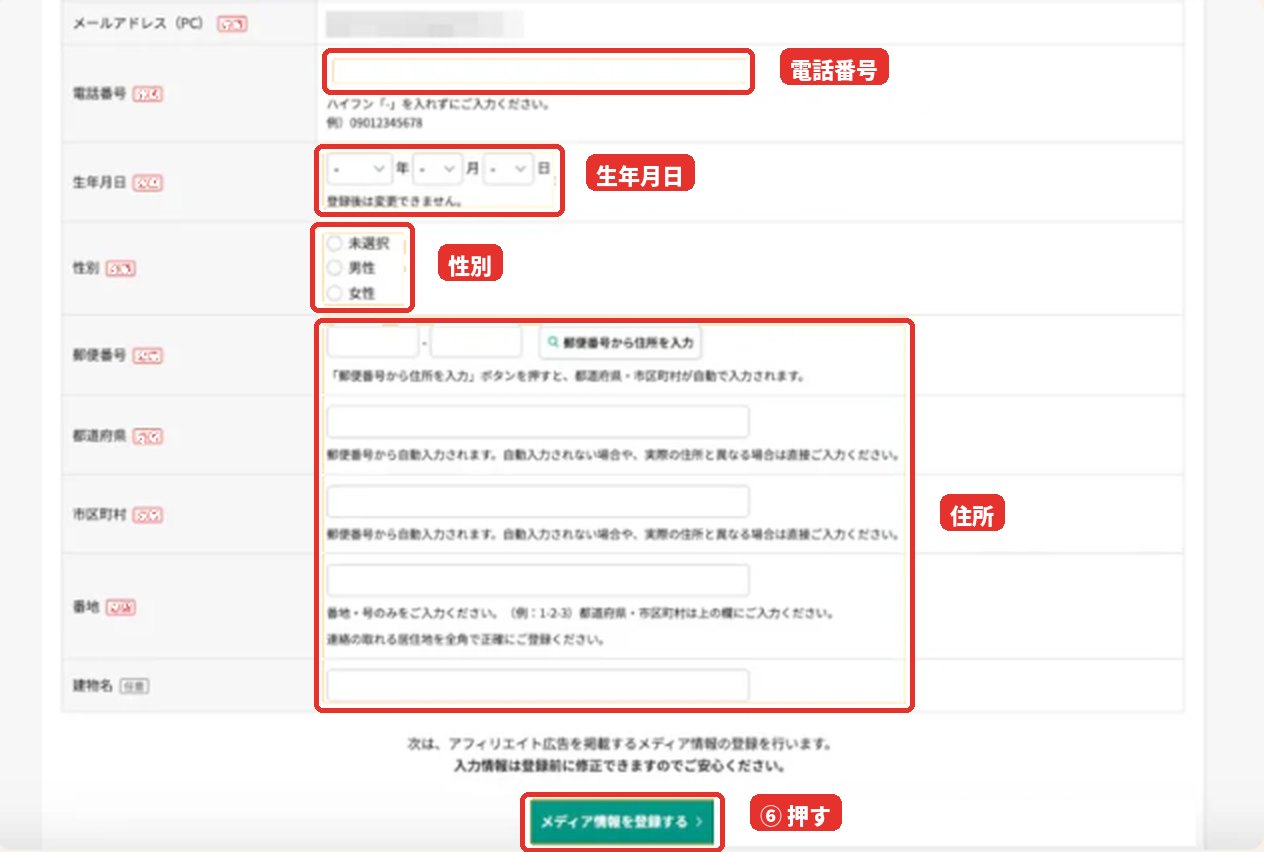 メールアドレス（PC）
電話番号
電話番号
ハイフン「-」を入れずにご入力ください。
例）09012345678
生年月日
- 年 - 月 - 日
生年月日
登録後は変更できません。
性別
未選択
男性
女性
性別
郵便番号
-
郵便番号から住所を入力
「郵便番号から住所を入力」ボタンを押すと、都道府県・市区町村が自動で入力されます。
都道府県
郵便番号から自動入力されます。自動入力されない場合や、実際の住所と異なる場合は直接ご入力ください。
市区町村
郵便番号から自動入力されます。自動入力されない場合や、実際の住所と異なる場合は直接ご入力ください。
住所
番地
番地・号のみをご入力ください。（例：1-2-3）都道府県・市区町村は上の欄にご入力ください。
連絡の取れる居住地を全角で正確にご登録ください。
建物名 任意
次は、アフィリエイト広告を掲載するメディア情報の登録を行います。
入力情報は登録前に修正できますのでご安心ください。
メディア情報を登録する ›
⑥ 押す